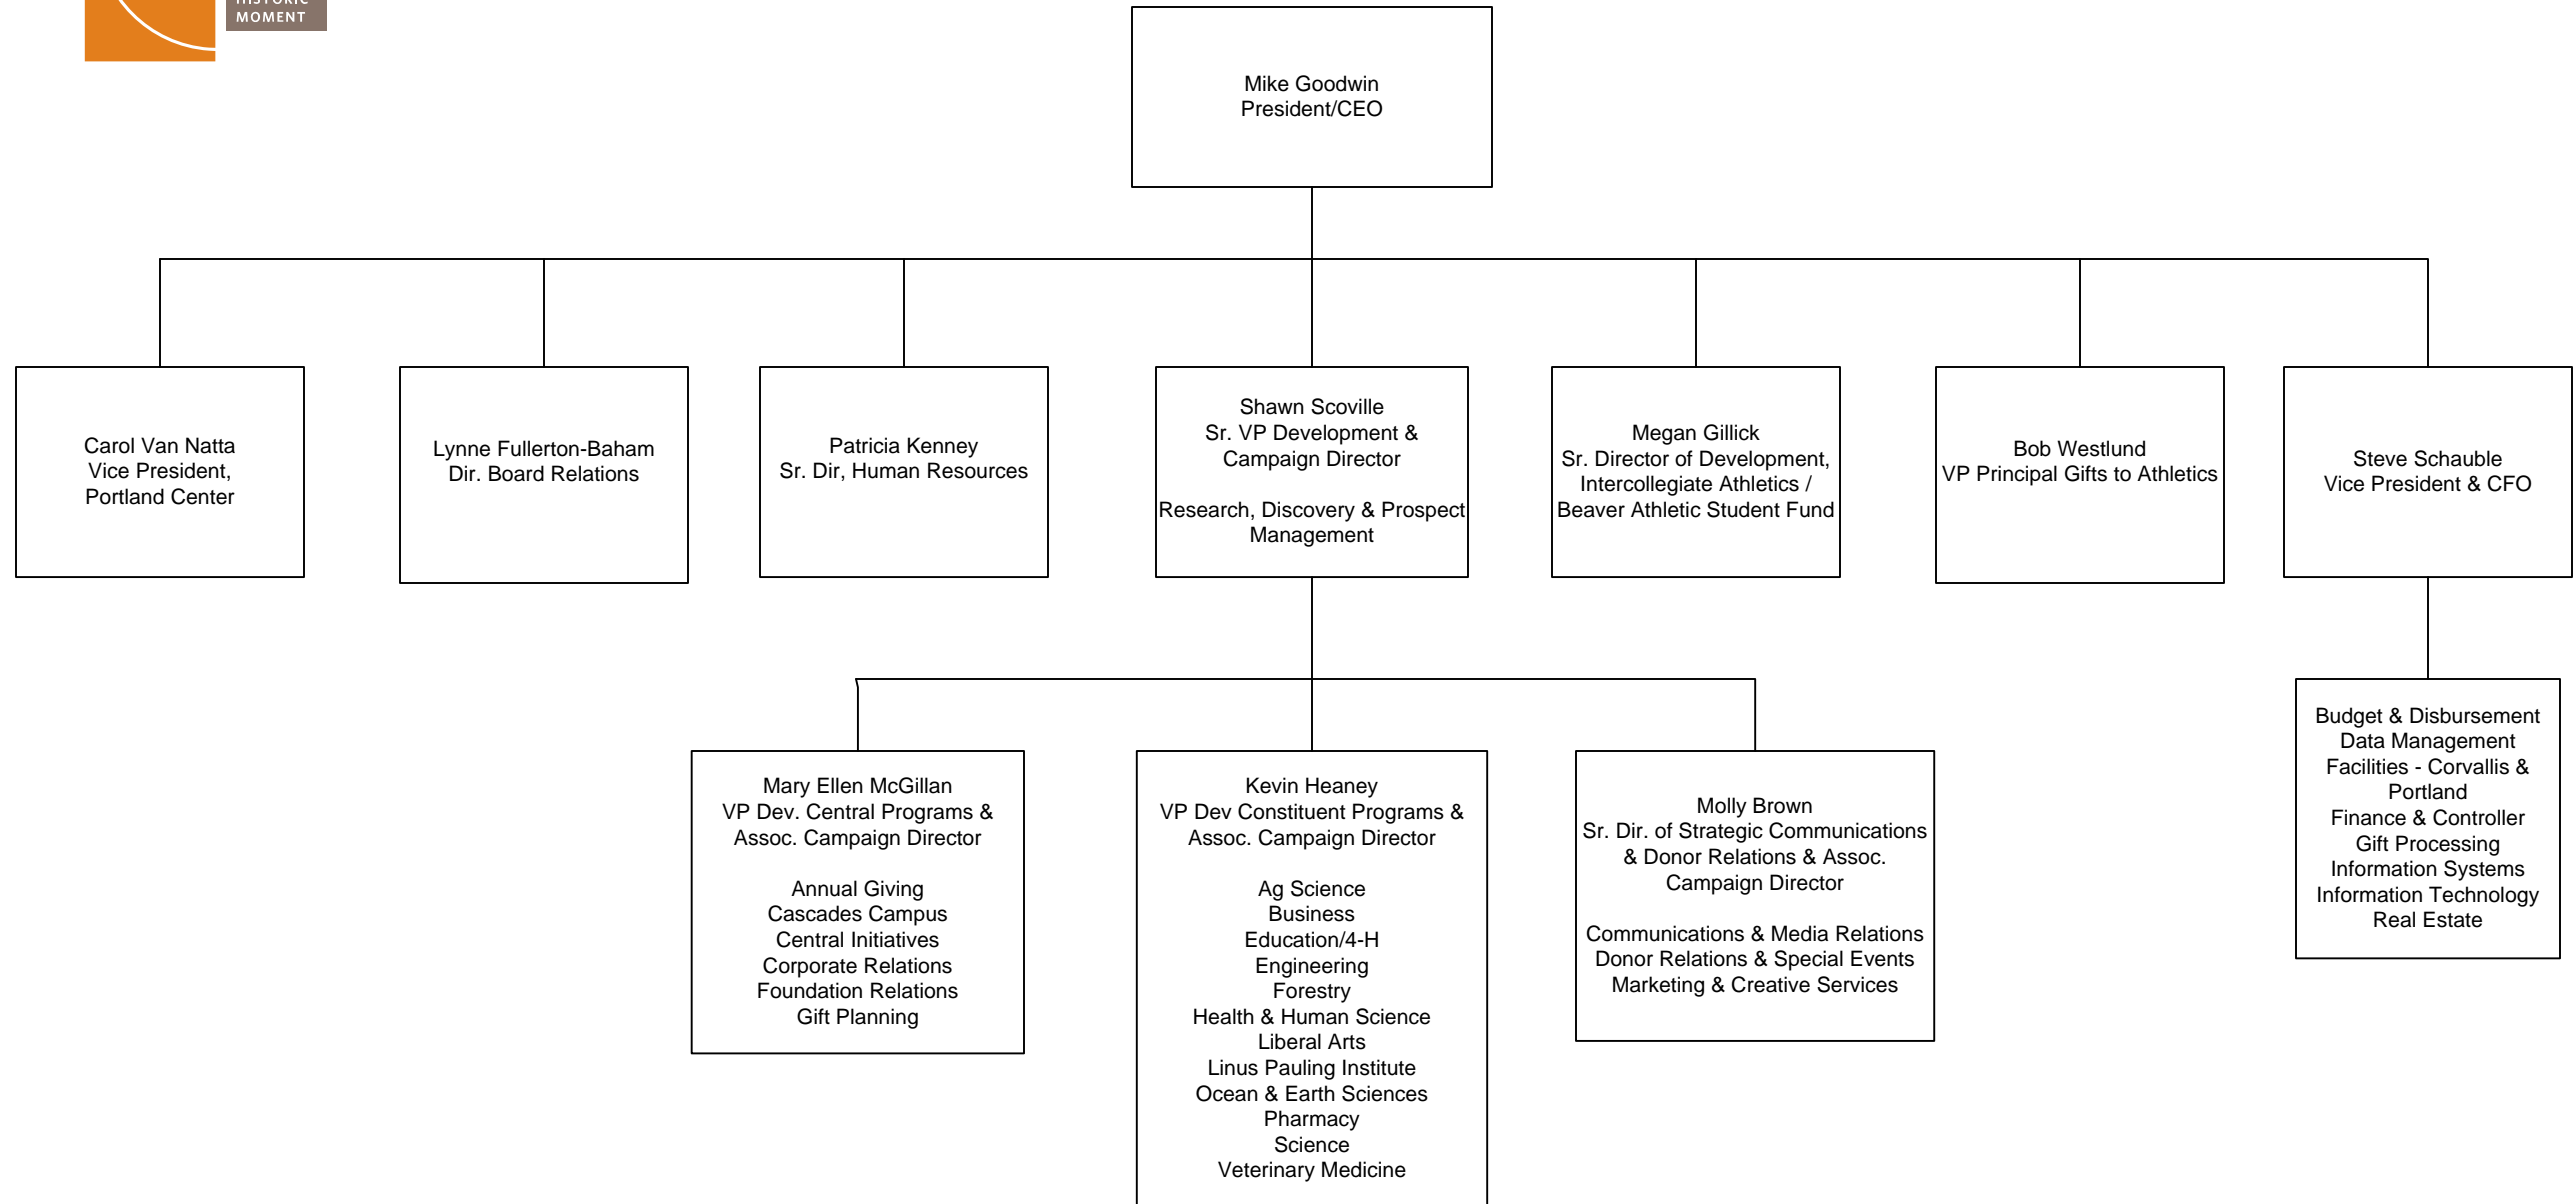 MOMENT
Mike Goodwin
President/CEO
Carol Van Natta
Vice President,
Portland Center
Lynne Fullerton-Baham
Dir. Board Relations
Patricia Kenney
Sr. Dir, Human Resources
Shawn Scoville
Sr. VP Development &
Campaign Director
Research, Discovery & Prospect
Management
Megan Gillick
Sr. Director of Development,
Intercollegiate Athletics /
Beaver Athletic Student Fund
Bob Westlund
VP Principal Gifts to Athletics
Steve Schauble
Vice President & CFO
Mary Ellen McGillan
VP Dev. Central Programs &
Assoc. Campaign Director
Annual Giving
Cascades Campus
Central Initiatives
Corporate Relations
Foundation Relations
Gift Planning
Kevin Heaney
VP Dev Constituent Programs &
Assoc. Campaign Director
Ag Science
Business
Education/4-H
Engineering
Forestry
Health & Human Science
Liberal Arts
Linus Pauling Institute
Ocean & Earth Sciences
Pharmacy
Science
Veterinary Medicine
Molly Brown
Sr. Dir. of Strategic Communications
& Donor Relations & Assoc.
Campaign Director
Communications & Media Relations
Donor Relations & Special Events
Marketing & Creative Services
Budget & Disbursement
Data Management
Facilities - Corvallis &
Portland
Finance & Controller
Gift Processing
Information Systems
Information Technology
Real Estate